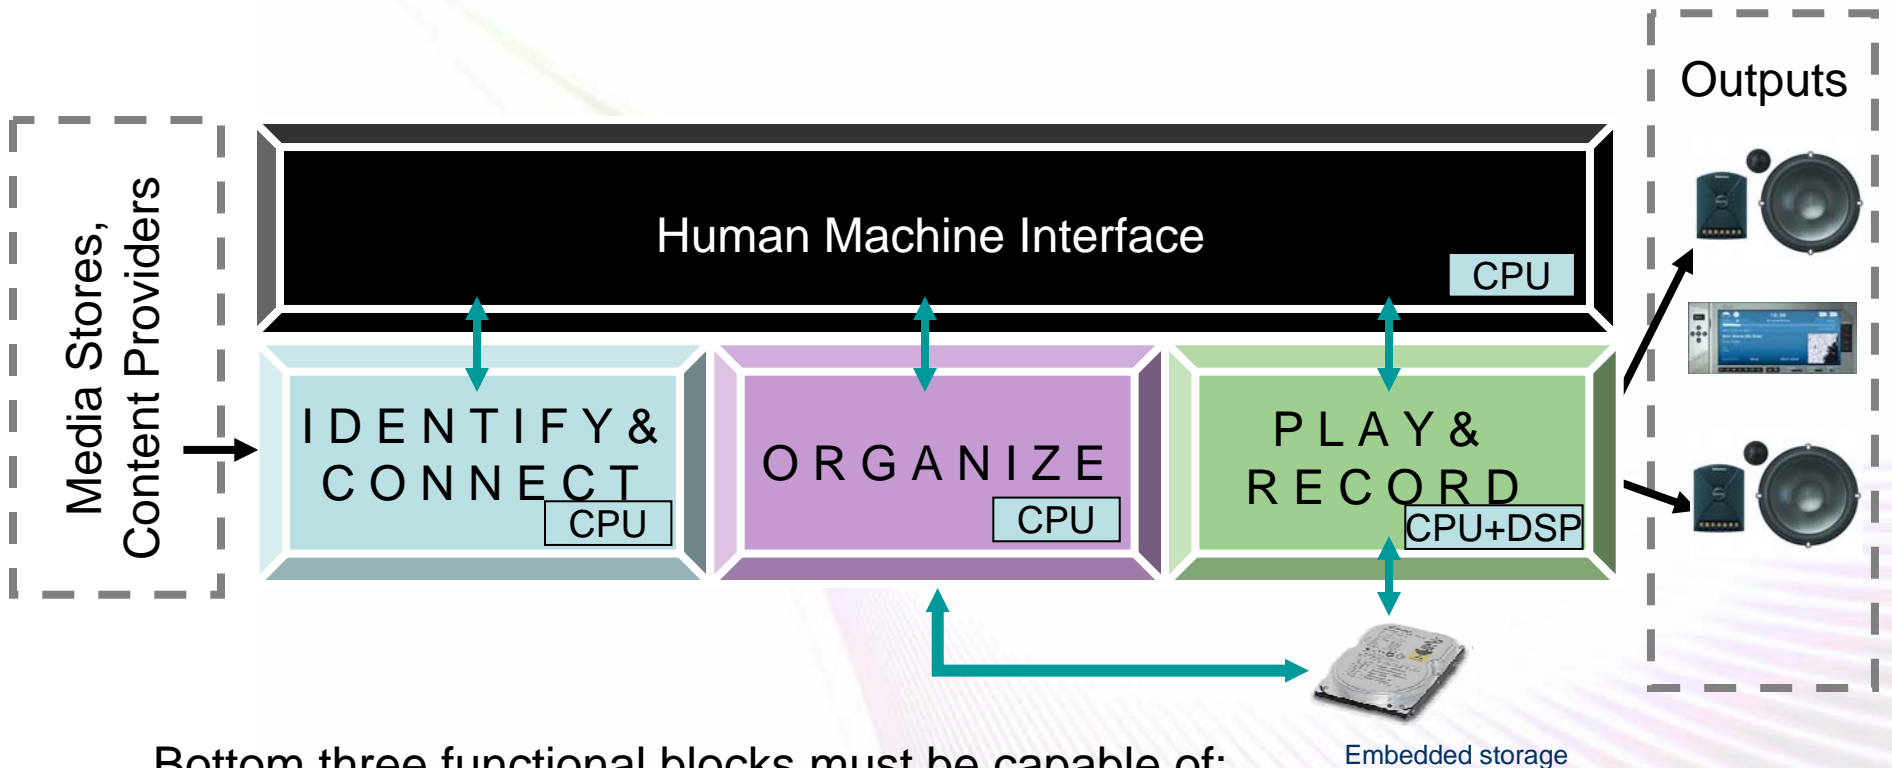 Outputs
Media Stores,
Content Providers
Human Machine Interface
CPU
IDENTIFY&
CONNECT
CPU
ORGANIZE
CPU
PLAY&
RECORD
CPU+DSP
Embedded storage
Bottom three functional blocks must be capable of: